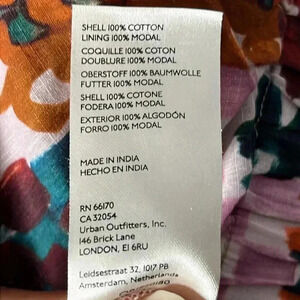 SHELL 100% COTTON
LINING 100% MODAL
COQUILLE 100% COTON
DOUBLURE 100% MODAL
OBERSTOFF 100% BAUMWOLLE
FUTTER 100% MODAL
SHELL 100% COTONE
FODERA 100% MODAL
EXTERIOR 100% ALGODÓN
FORRO 100% MODAL
MADE IN INDIA
HECHO EN INDIA
RN 66170
CA 32054
Urban Outfitters, Inc.
146 Brick Lane
LONDON, E1 6RU
Leidsestraat 32, 1017 PB
Amsterdam, Netherlands